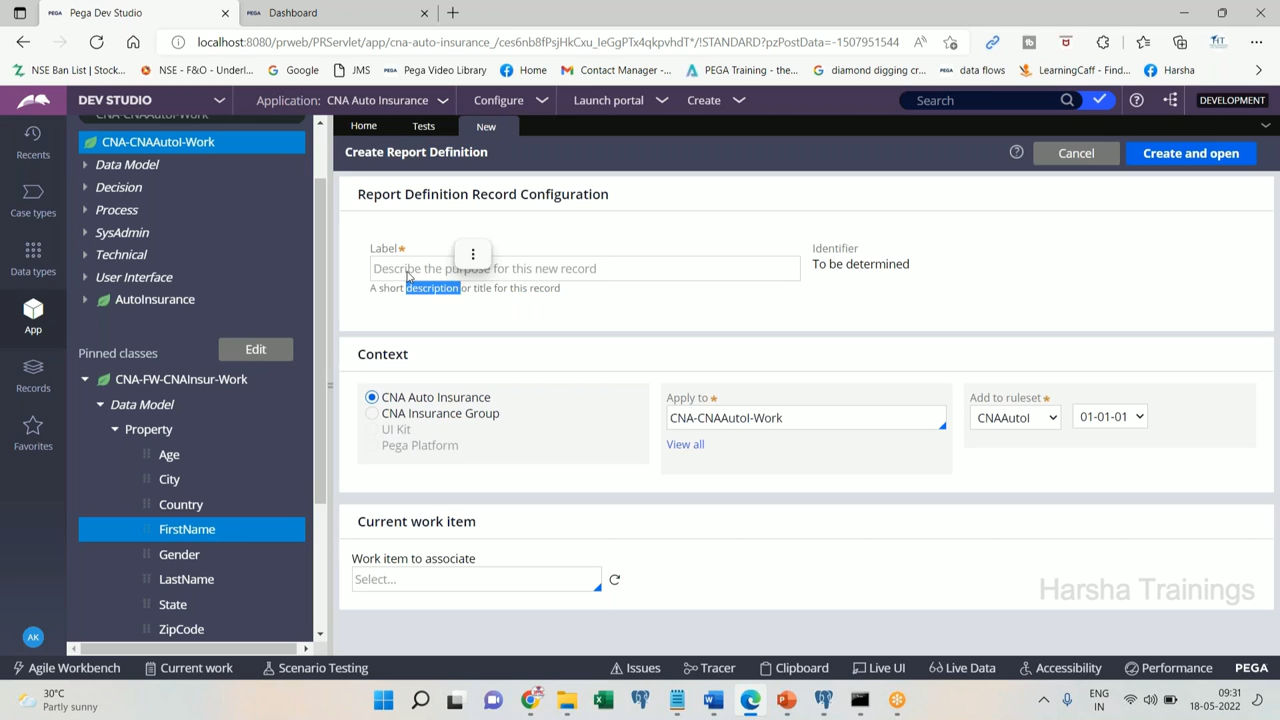 PEGA Pega Dev Studio
PEGA Dashboard
localhost:8080/prweb/PRServlet/app/cna-auto-insurance_/ces6nb8fPsjHkCxu_IeGgPTx4qkpvhdT*/!STANDARD?pzPostData=-1507951544
NSE Ban List | Stock... NSE - F&O - Underl... Google JMS PEGA Pega Video Library Home Contact Manager -... PEGA Training - the... diamond digging cr... PEGA data flows LearningCaff - Find... Harsha
DEV STUDIO Application: CNA Auto Insurance Configure Launch portal Create Search DEVELOPMENT
Recents
Case types
Data types
App
Records
Favorites
AK
CNA-CNAAutoI-Work
CNA-CNAAutoI-Work
Data Model
Decision
Process
SysAdmin
Technical
User Interface
AutoInsurance
Pinned classes Edit
CNA-FW-CNAInsur-Work
Data Model
Property
Age
City
Country
FirstName
Gender
LastName
State
ZipCode
Home Tests New
Create Report Definition Cancel Create and open
Report Definition Record Configuration
Label★ Identifier
Describe the purpose for this new record To be determined
A short description or title for this record
Context
CNA Auto Insurance
CNA Insurance Group
UI Kit
Pega Platform
Apply to ★
CNA-CNAAutoI-Work
View all
Add to ruleset★
CNAAutoI 01-01-01
Current work item
Work item to associate
Select...
Harsha Trainings
Agile Workbench Current work Scenario Testing Issues Tracer Clipboard Live UI Live Data Accessibility Performance PEGA
30°C
Partly sunny
ENG
IN
09:31
18-05-2022